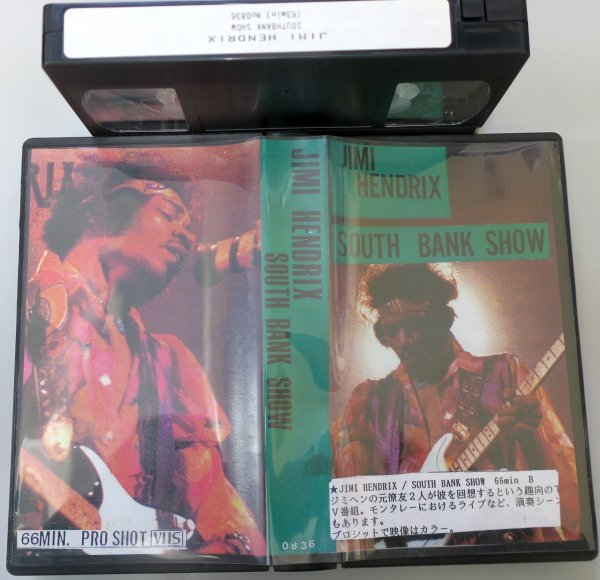 JIMI HENDRIX
SOUTHBANK SHOW
(63min) No0836
66MIN. PRO SHOT VHS
JIMI HENDRIX
SOUTH BANK SHOW
0836
JIMI
HENDRIX
SOUTH BANK SHOW
★JIMI HENDRIX / SOUTH BANK SHOW 66min B
ジミヘンの元僚友2人が彼を回想するという趣向のT
V番組。モンタレーにおけるライブなど、演奏シーン
もあります。
プロショットで映像はカラー。